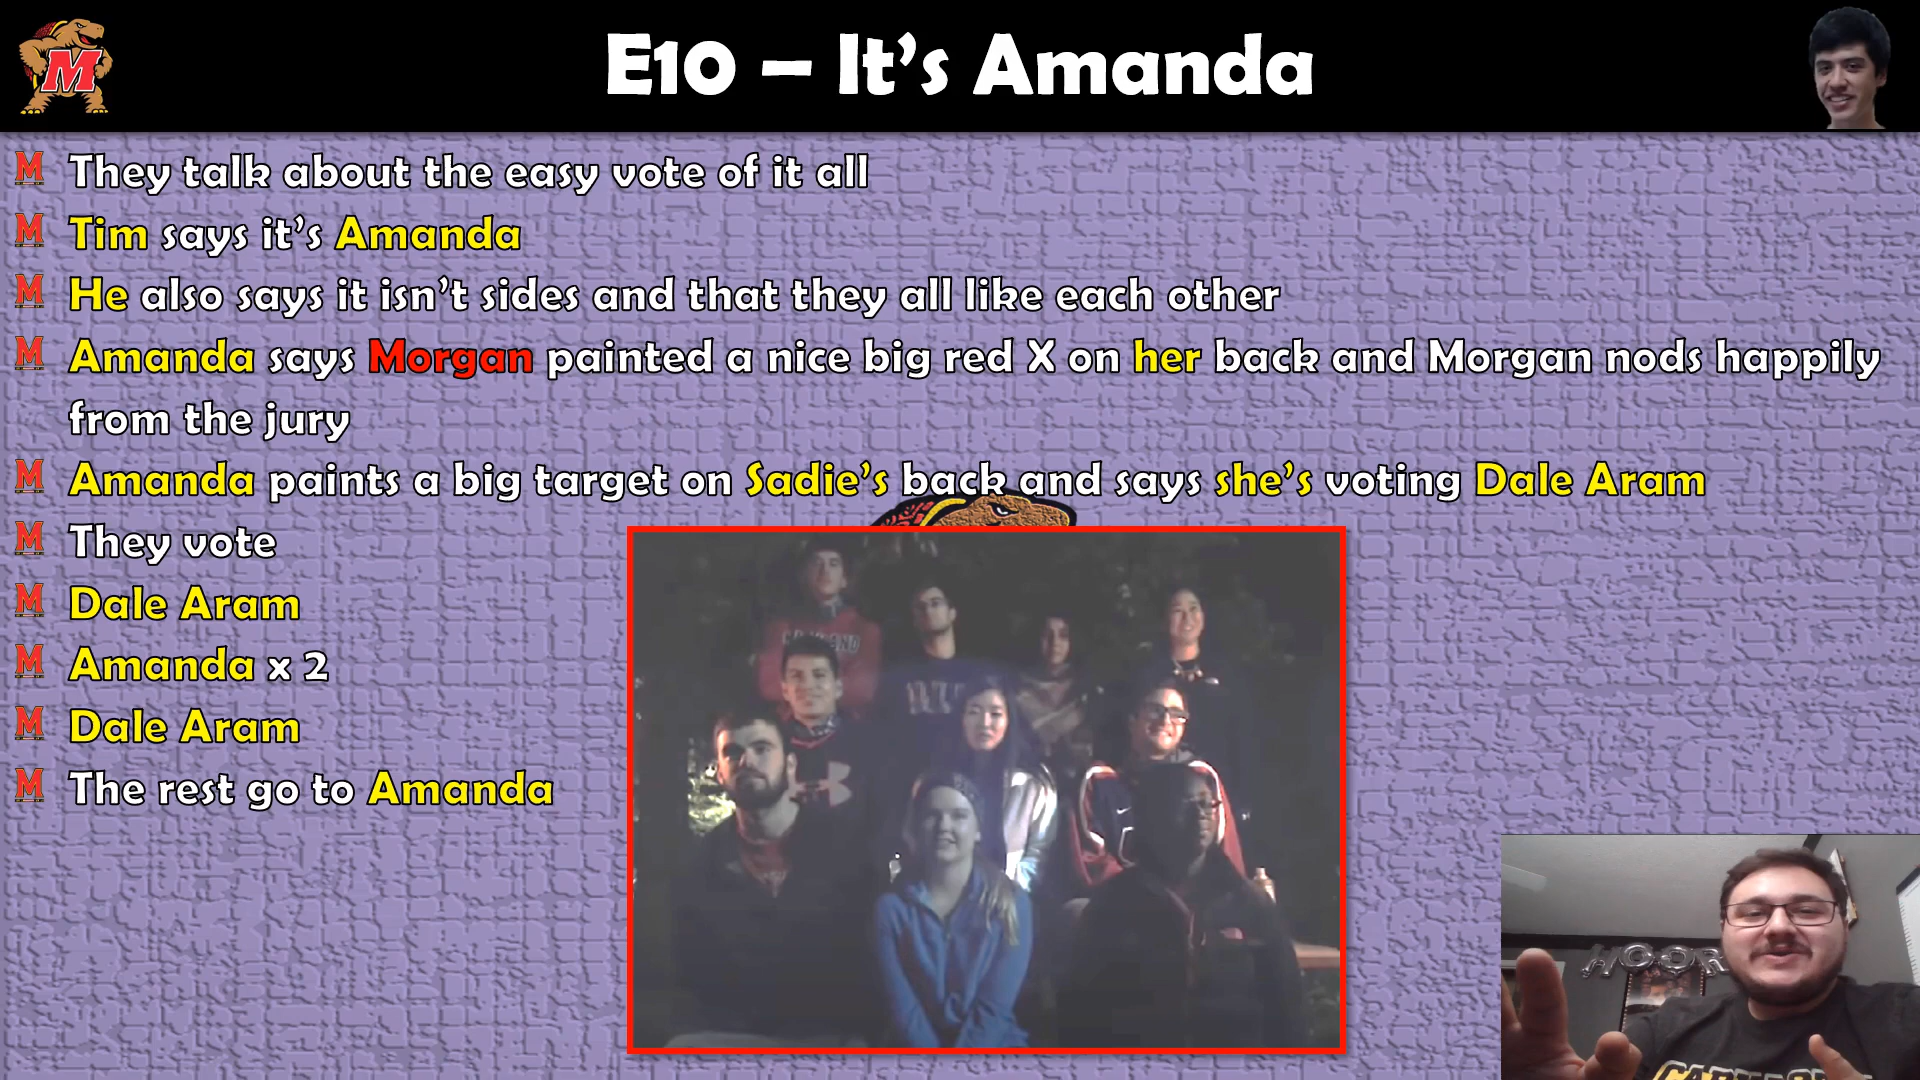 E10 – It's Amanda
M
They talk about the easy vote of it all
Tim says it's Amanda
He also says it isn't sides and that they all like each other
Amanda says Morgan painted a nice big red X on her back and Morgan nods happily
from the jury
Amanda paints a big target on Sadie's back and says she's voting Dale Aram
They vote
Dale Aram
Amanda x 2
Dale Aram
The rest go to Amanda